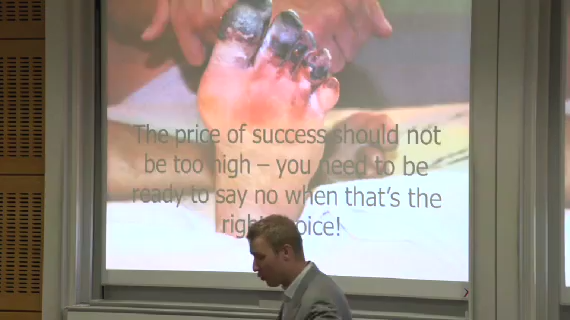 The price of success should not
be too high – you need to be
ready to say no when that's the
right choice!